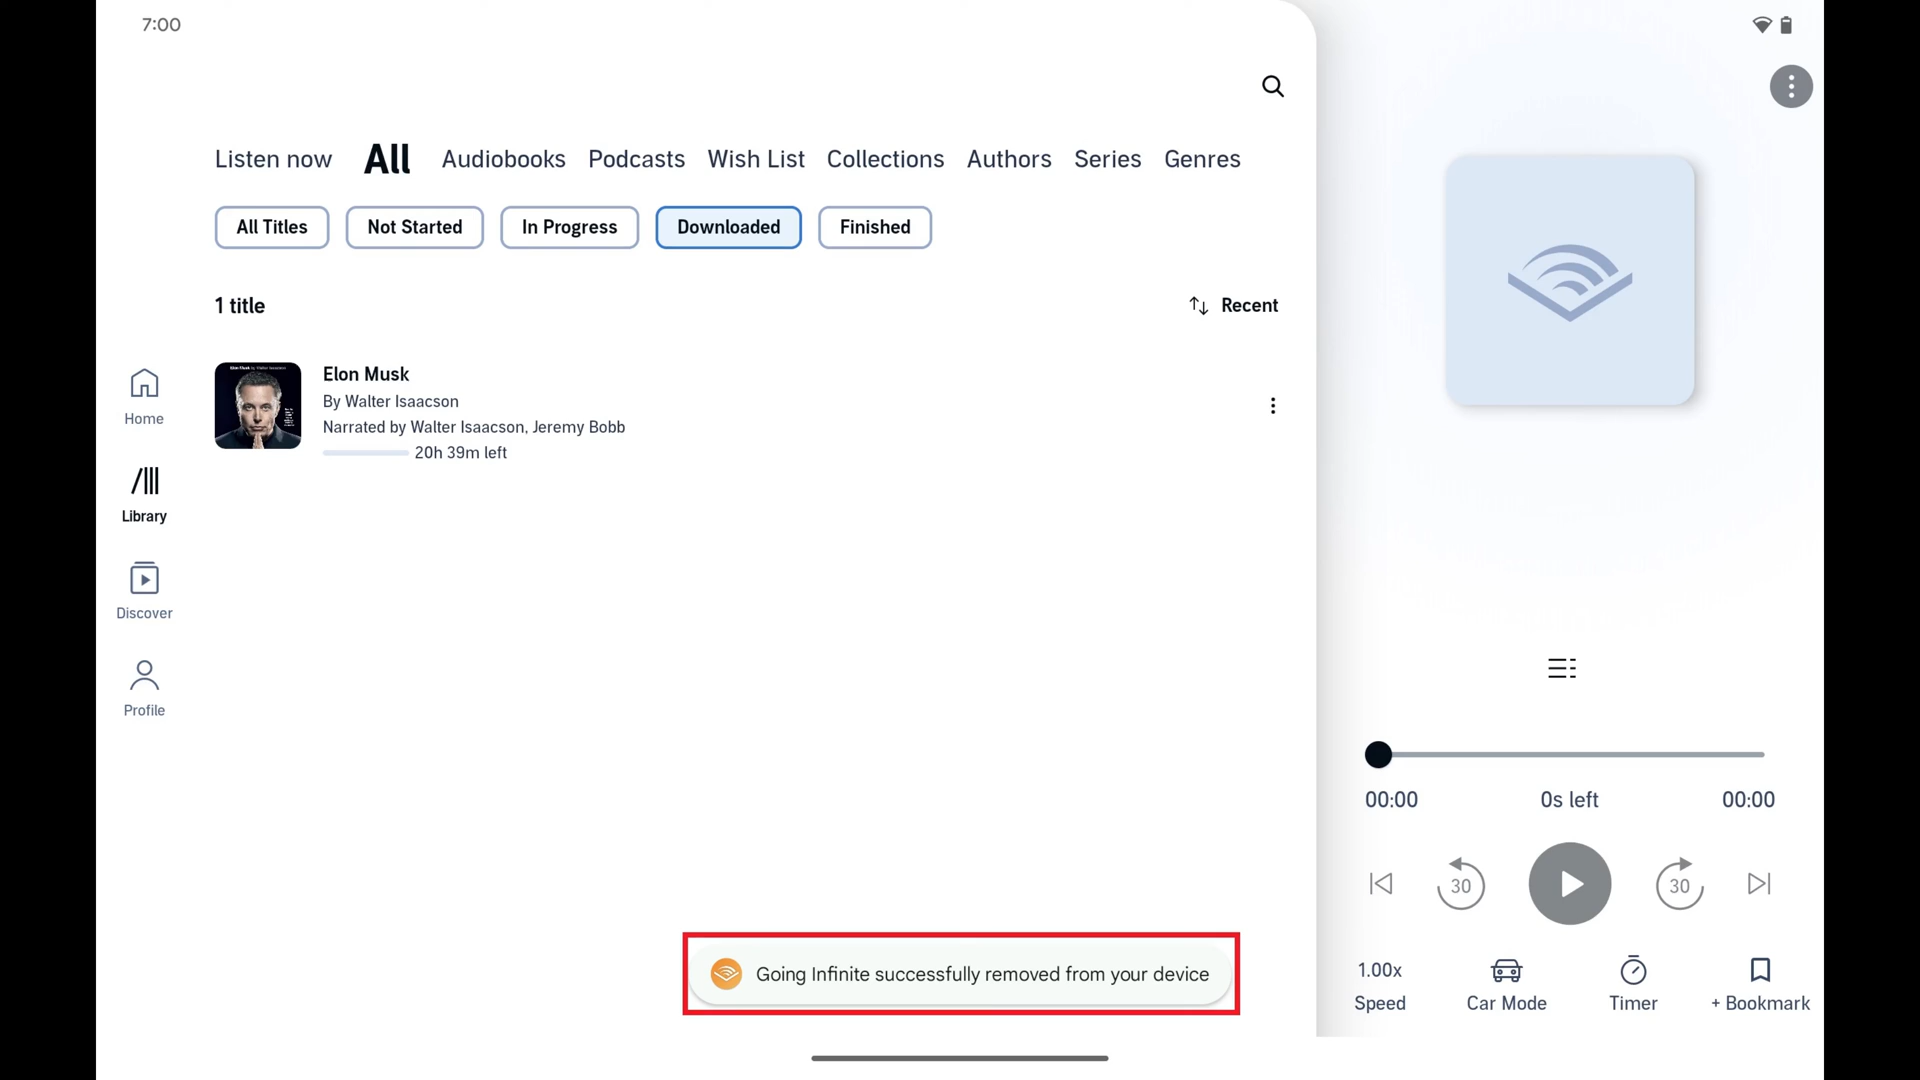 7:00
Listen now All Audiobooks Podcasts Wish List Collections Authors Series Genres
All Titles Not Started In Progress Downloaded Finished
1 title
Recent
Elon Musk
By Walter Isaacson
Narrated by Walter Isaacson, Jeremy Bobb
20h 39m left
Home
Library
Discover
Profile
Going Infinite successfully removed from your device
00:00 0s left 00:00
30 30
1.00x
Speed Car Mode Timer + Bookmark